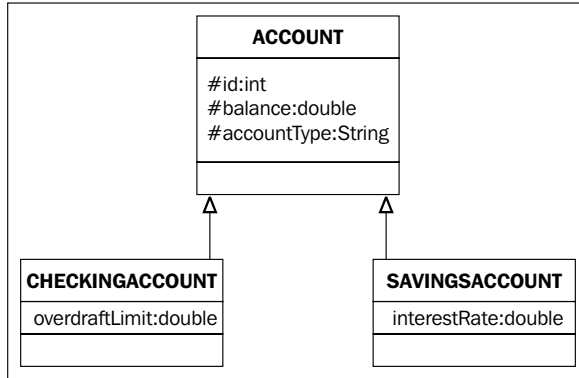 ACCOUNT
#id:int
#balance:double
#accountType:String
CHECKINGACCOUNT
overdraftLimit:double
SAVINGSACCOUNT
interestRate:double